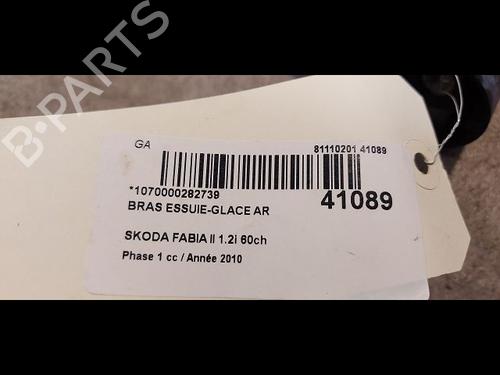 B-PARTS
GA
81110201 41089
*1070000282739
41089
BRAS ESSUIE-GLACE AR
SKODA FABIA II 1.2i 60ch
Phase 1 cc / Année 2010